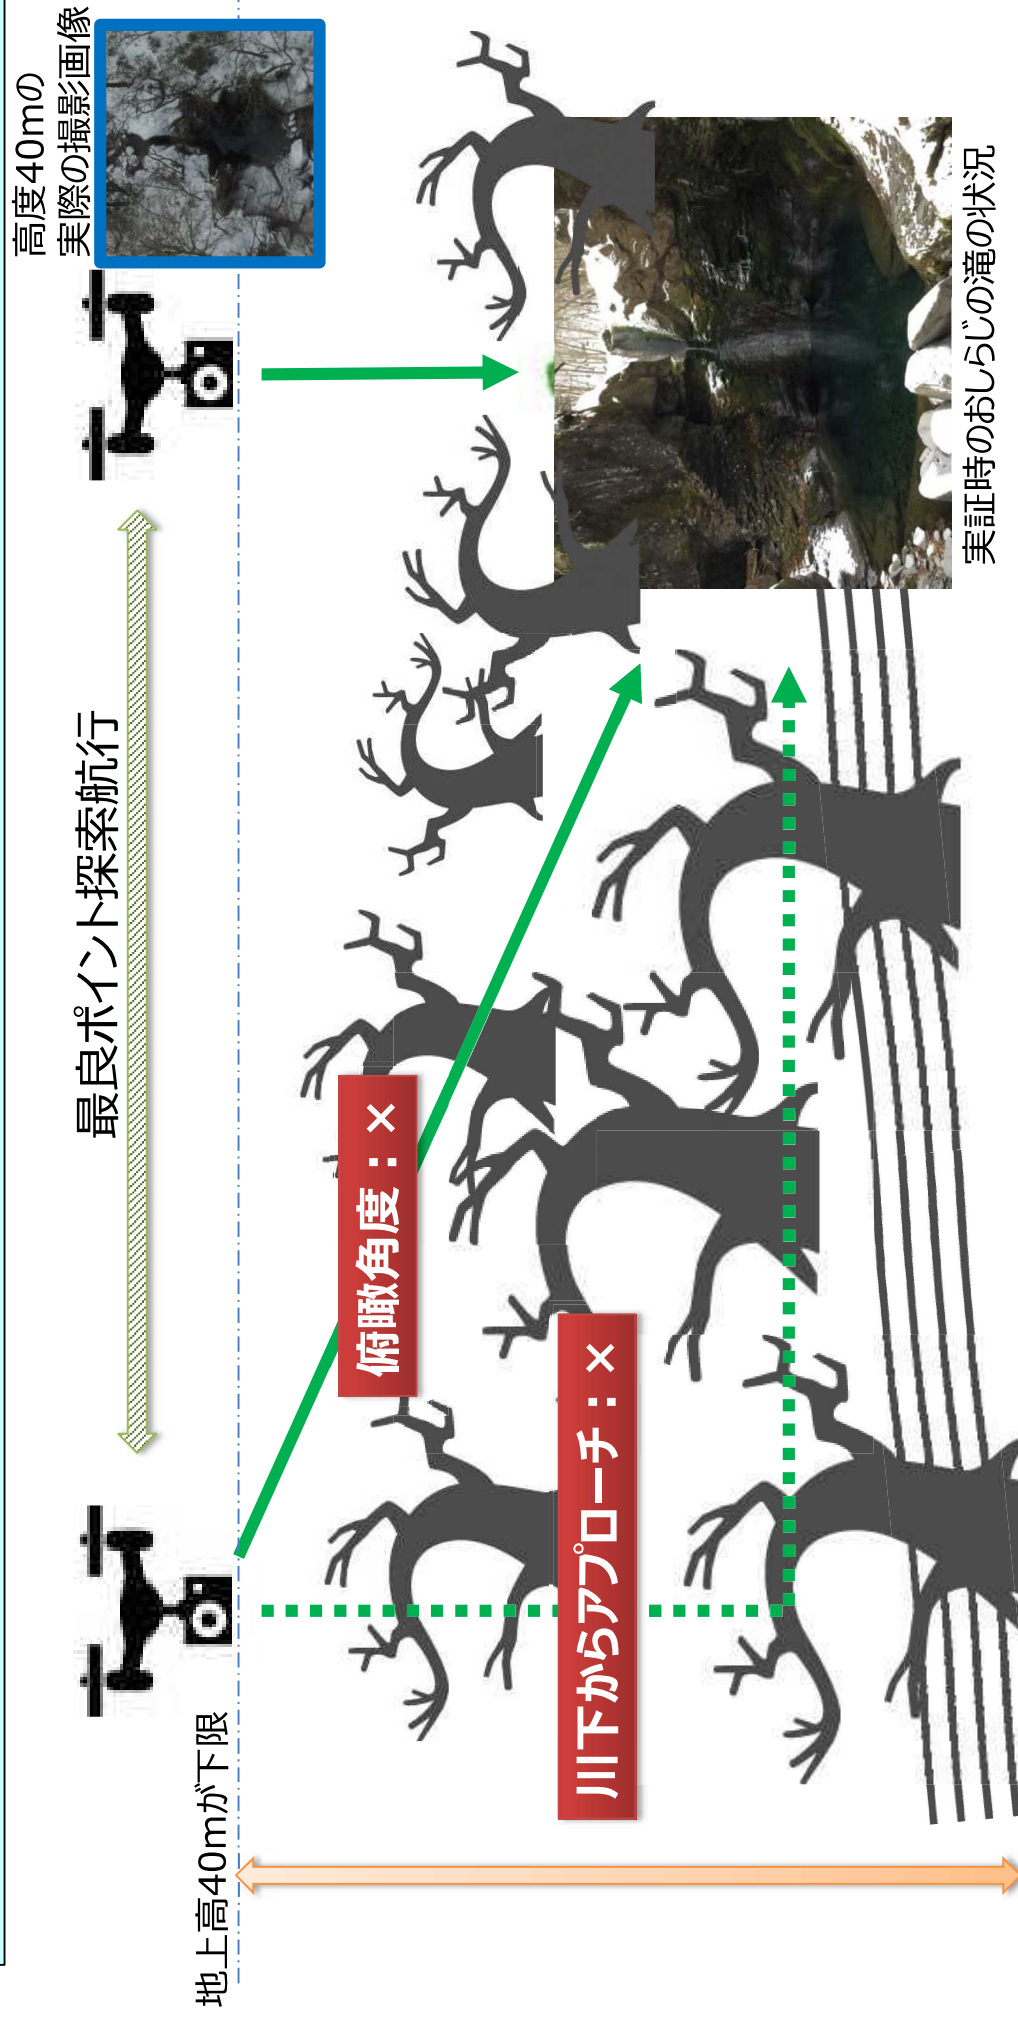 高度40mの
実際の撮影画像
最良ポイント探索航行
地上高40mが下限
俯瞰角度：×
川下からアプローチ：×
実証時のおしらじの滝の状況